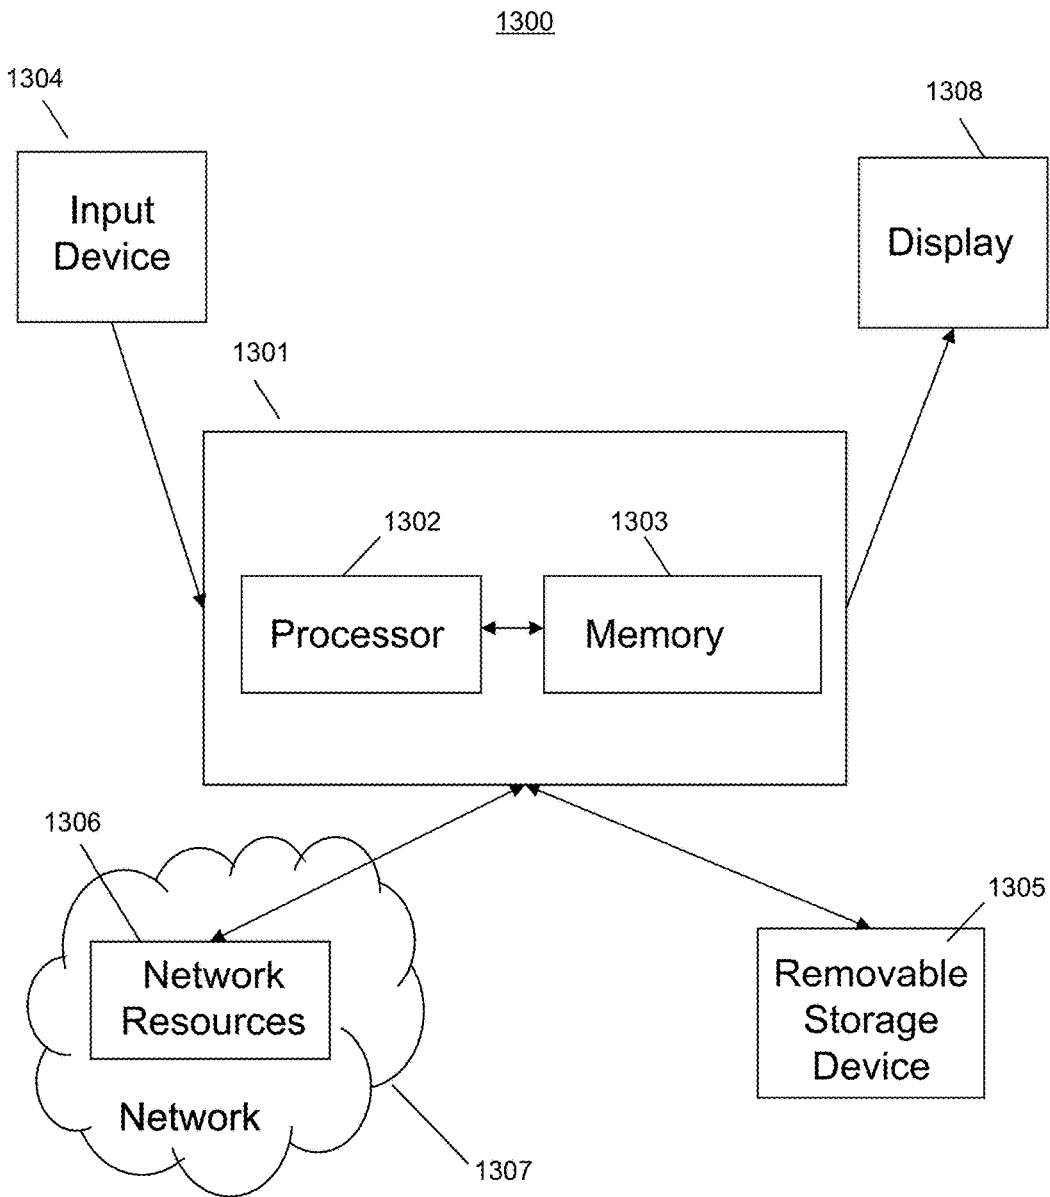 1300
1304
1308
Input
Device
Display
1301
1302
1303
Processor
Memory
1306
1305
Network
Resources
Removable
Storage
Device
Network
1307